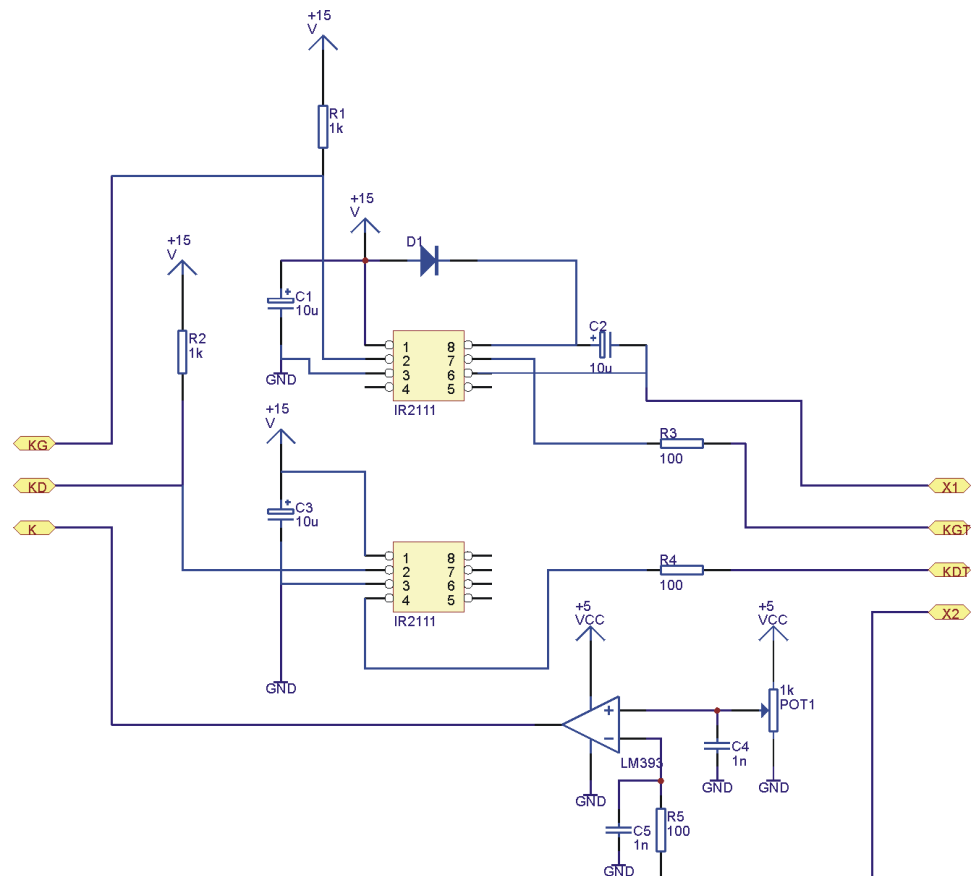 +15
V
R1
1k
+15
V
+15
V
D1
C1
10u
R2
1k
C2
10u
1 8
2 7
3 6
4 5
GND
IR2111
+15
V
KG
R3
100
KD
X1
C3
10u
K
KGT
1 8
2 7
3 6
4 5
R4
100
KDT
+5
VCC
+5
VCC
X2
IR2111
GND
1k
POT1
LM393
C4
1n
GND
GND
GND
C5
1n
R5
100
GND